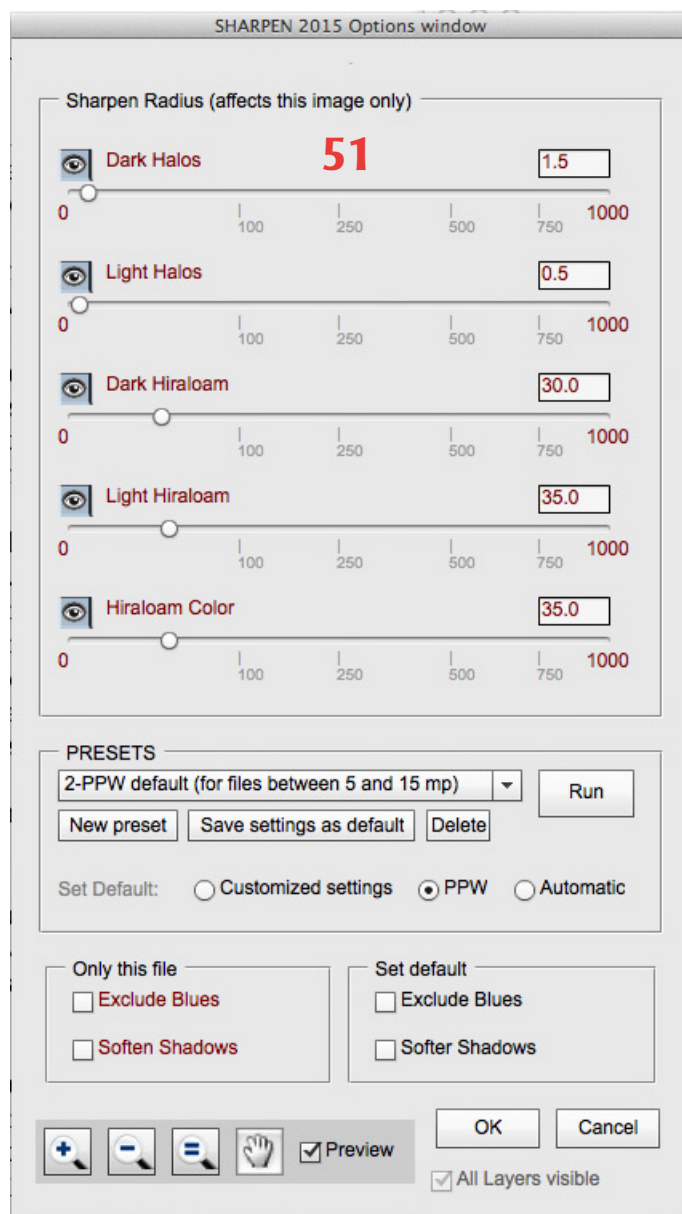 SHARPEN 2015 Options window
Sharpen Radius (affects this image only)
Dark Halos 51 1.5
0 100 250 500 750 1000
Light Halos 0.5
0 100 250 500 750 1000
Dark Hiraloam 30.0
0 100 250 500 750 1000
Light Hiraloam 35.0
0 100 250 500 750 1000
Hiraloam Color 35.0
0 100 250 500 750 1000
PRESETS
2-PPW default (for files between 5 and 15 mp) Run
New preset Save settings as default Delete
Set Default: Customized settings PPW Automatic
Only this file Set default
Exclude Blues Exclude Blues
Soften Shadows Softer Shadows
OK Cancel
Preview
All Layers visible